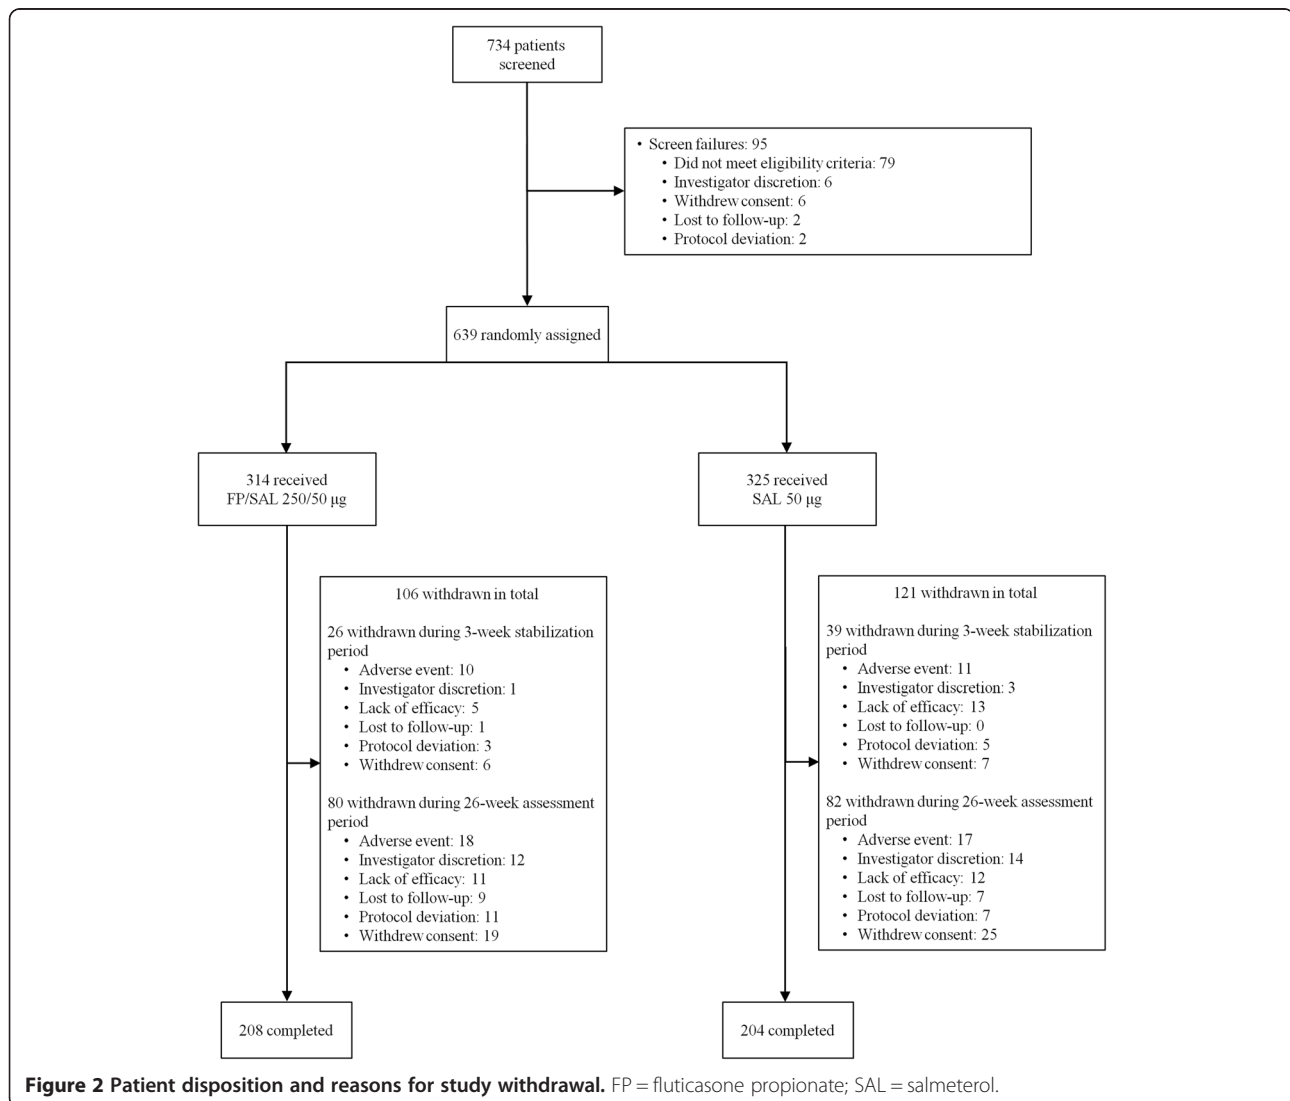 734 patients
screened
• Screen failures: 95
• Did not meet eligibility criteria: 79
• Investigator discretion: 6
• Withdrew consent: 6
• Lost to follow-up: 2
• Protocol deviation: 2
639 randomly assigned
314 received
FP/SAL 250/50 μg
325 received
SAL 50 μg
106 withdrawn in total
26 withdrawn during 3-week stabilization
period
• Adverse event: 10
• Investigator discretion: 1
• Lack of efficacy: 5
• Lost to follow-up: 1
• Protocol deviation: 3
• Withdrew consent: 6
80 withdrawn during 26-week assessment
period
• Adverse event: 18
• Investigator discretion: 12
• Lack of efficacy: 11
• Lost to follow-up: 9
• Protocol deviation: 11
• Withdrew consent: 19
121 withdrawn in total
39 withdrawn during 3-week stabilization
period
• Adverse event: 11
• Investigator discretion: 3
• Lack of efficacy: 13
• Lost to follow-up: 0
• Protocol deviation: 5
• Withdrew consent: 7
82 withdrawn during 26-week assessment
period
• Adverse event: 17
• Investigator discretion: 14
• Lack of efficacy: 12
• Lost to follow-up: 7
• Protocol deviation: 7
• Withdrew consent: 25
208 completed
204 completed
Figure 2 Patient disposition and reasons for study withdrawal. FP = fluticasone propionate; SAL = salmeterol.